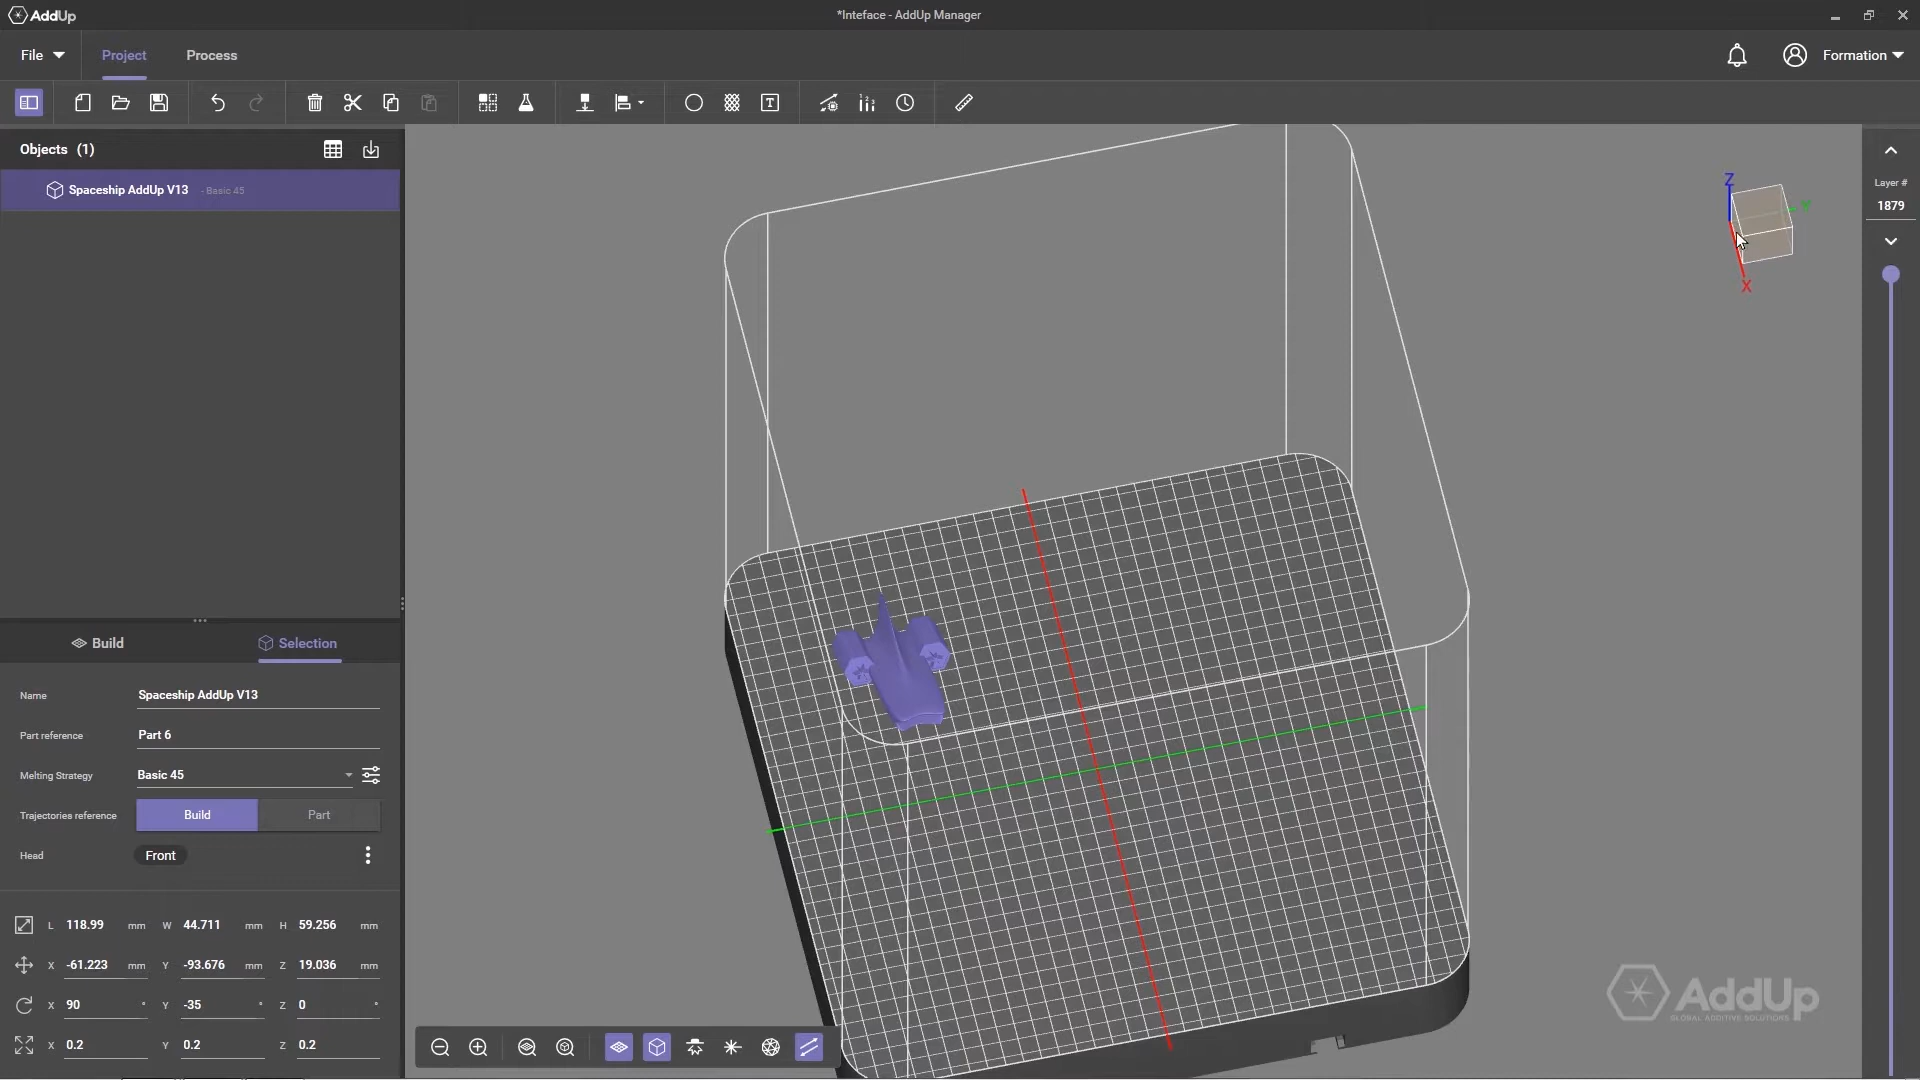 AddUp
*Inteface - AddUp Manager
File
Project
Process
Formation
Objects (1)
Spaceship AddUp V13 - Basic 45
Build
Selection
Name Spaceship AddUp V13
Part reference Part 6
Melting Strategy Basic 45
Trajectories reference Build Part
Head Front
L 118.99 mm W 44.711 mm H 59.256 mm
X -61.223 mm Y -93.676 mm Z 19.036 mm
X 90 ° Y -35 ° Z 0 °
X 0.2 Y 0.2 Z 0.2
Z
Y
X
Layer #
1879
AddUp
GLOBAL ADDITIVE SOLUTIONS